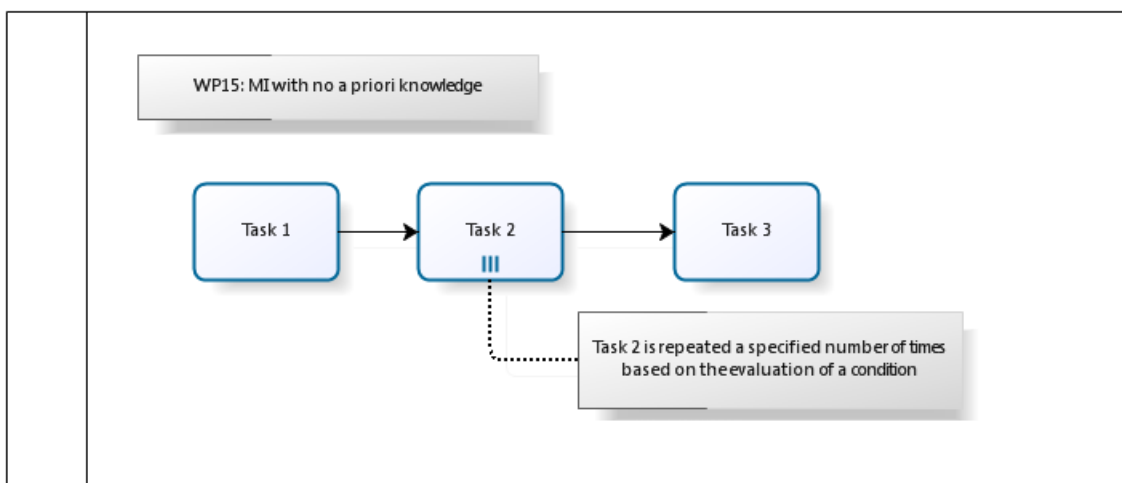 WP15: MI with no a priori knowledge
Task 1
Task 2
Task 3
Task 2 is repeated a specified number of times
based on the evaluation of a condition